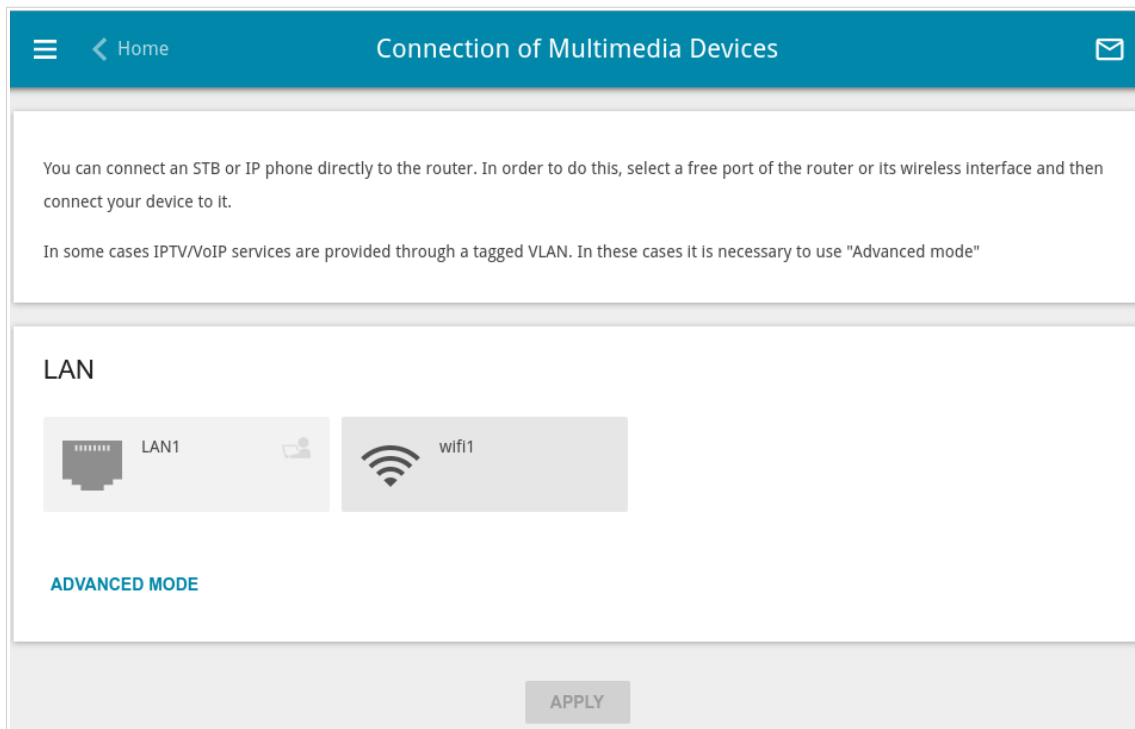 Home
Connection of Multimedia Devices
You can connect an STB or IP phone directly to the router. In order to do this, select a free port of the router or its wireless interface and then
connect your device to it.
In some cases IPTV/VoIP services are provided through a tagged VLAN. In these cases it is necessary to use "Advanced mode"
LAN
LAN1
wifi1
ADVANCED MODE
APPLY